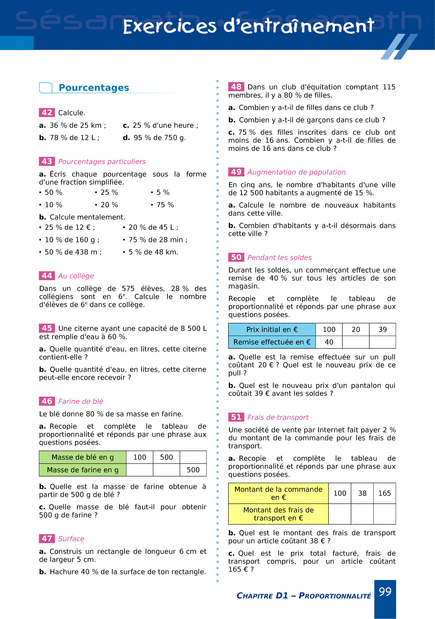 Sésamath
Exercices d'entraînement
Pourcentages
42 Calcule.
a. 36 % de 25 km ; c. 25 % d'une heure ;
b. 78 % de 12 L ; d. 95 % de 750 g.
43 Pourcentages particuliers
a. Écris chaque pourcentage sous la forme
d'une fraction simplifiée.
• 50 % • 25 % • 5 %
• 10 % • 20 % • 75 %
b. Calcule mentalement.
• 25 % de 12 € ; • 20 % de 45 L ;
• 10 % de 160 g ; • 75 % de 28 min ;
• 50 % de 438 m ; • 5 % de 48 km.
44 Au collège
Dans un collège de 575 élèves, 28 % des
collégiens sont en 6e. Calcule le nombre
d'élèves de 6e dans ce collège.
45 Une citerne ayant une capacité de 8 500 L
est remplie d'eau à 60 %.
a. Quelle quantité d'eau, en litres, cette citerne
contient-elle ?
b. Quelle quantité d'eau, en litres, cette citerne
peut-elle encore recevoir ?
46 Farine de blé
Le blé donne 80 % de sa masse en farine.
a. Recopie et complète le tableau de
proportionnalité et réponds par une phrase aux
questions posées.
Masse de blé en g 100 500
Masse de farine en g 500
b. Quelle est la masse de farine obtenue à
partir de 500 g de blé ?
c. Quelle masse de blé faut-il pour obtenir
500 g de farine ?
47 Surface
a. Construis un rectangle de longueur 6 cm et
de largeur 5 cm.
b. Hachure 40 % de la surface de ton rectangle.
48 Dans un club d'équitation comptant 115
membres, il y a 80 % de filles.
a. Combien y a-t-il de filles dans ce club ?
b. Combien y a-t-il de garçons dans ce club ?
c. 75 % des filles inscrites dans ce club ont
moins de 16 ans. Combien y a-t-il de filles de
moins de 16 ans dans ce club ?
49 Augmentation de population
En cinq ans, le nombre d'habitants d'une ville
de 12 500 habitants a augmenté de 15 %.
a. Calcule le nombre de nouveaux habitants
dans cette ville.
b. Combien d'habitants y a-t-il désormais dans
cette ville ?
50 Pendant les soldes
Durant les soldes, un commerçant effectue une
remise de 40 % sur tous les articles de son
magasin.
Recopie et complète le tableau de
proportionnalité et réponds par une phrase aux
questions posées.
Prix initial en € 100 20 39
Remise effectuée en € 40
a. Quelle est la remise effectuée sur un pull
coûtant 20 € ? Quel est le nouveau prix de ce
pull ?
b. Quel est le nouveau prix d'un pantalon qui
coûtait 39 € avant les soldes ?
51 Frais de transport
Une société de vente par Internet fait payer 2 %
du montant de la commande pour les frais de
transport.
a. Recopie et complète le tableau de
proportionnalité et réponds par une phrase aux
questions posées.
Montant de la commande
en € 100 38 165
Montant des frais de
transport en €
b. Quel est le montant des frais de transport
pour un article coûtant 38 € ?
c. Quel est le prix total facturé, frais de
transport compris, pour un article coûtant
165 € ?
CHAPITRE D1 – PROPORTIONNALITÉ 99